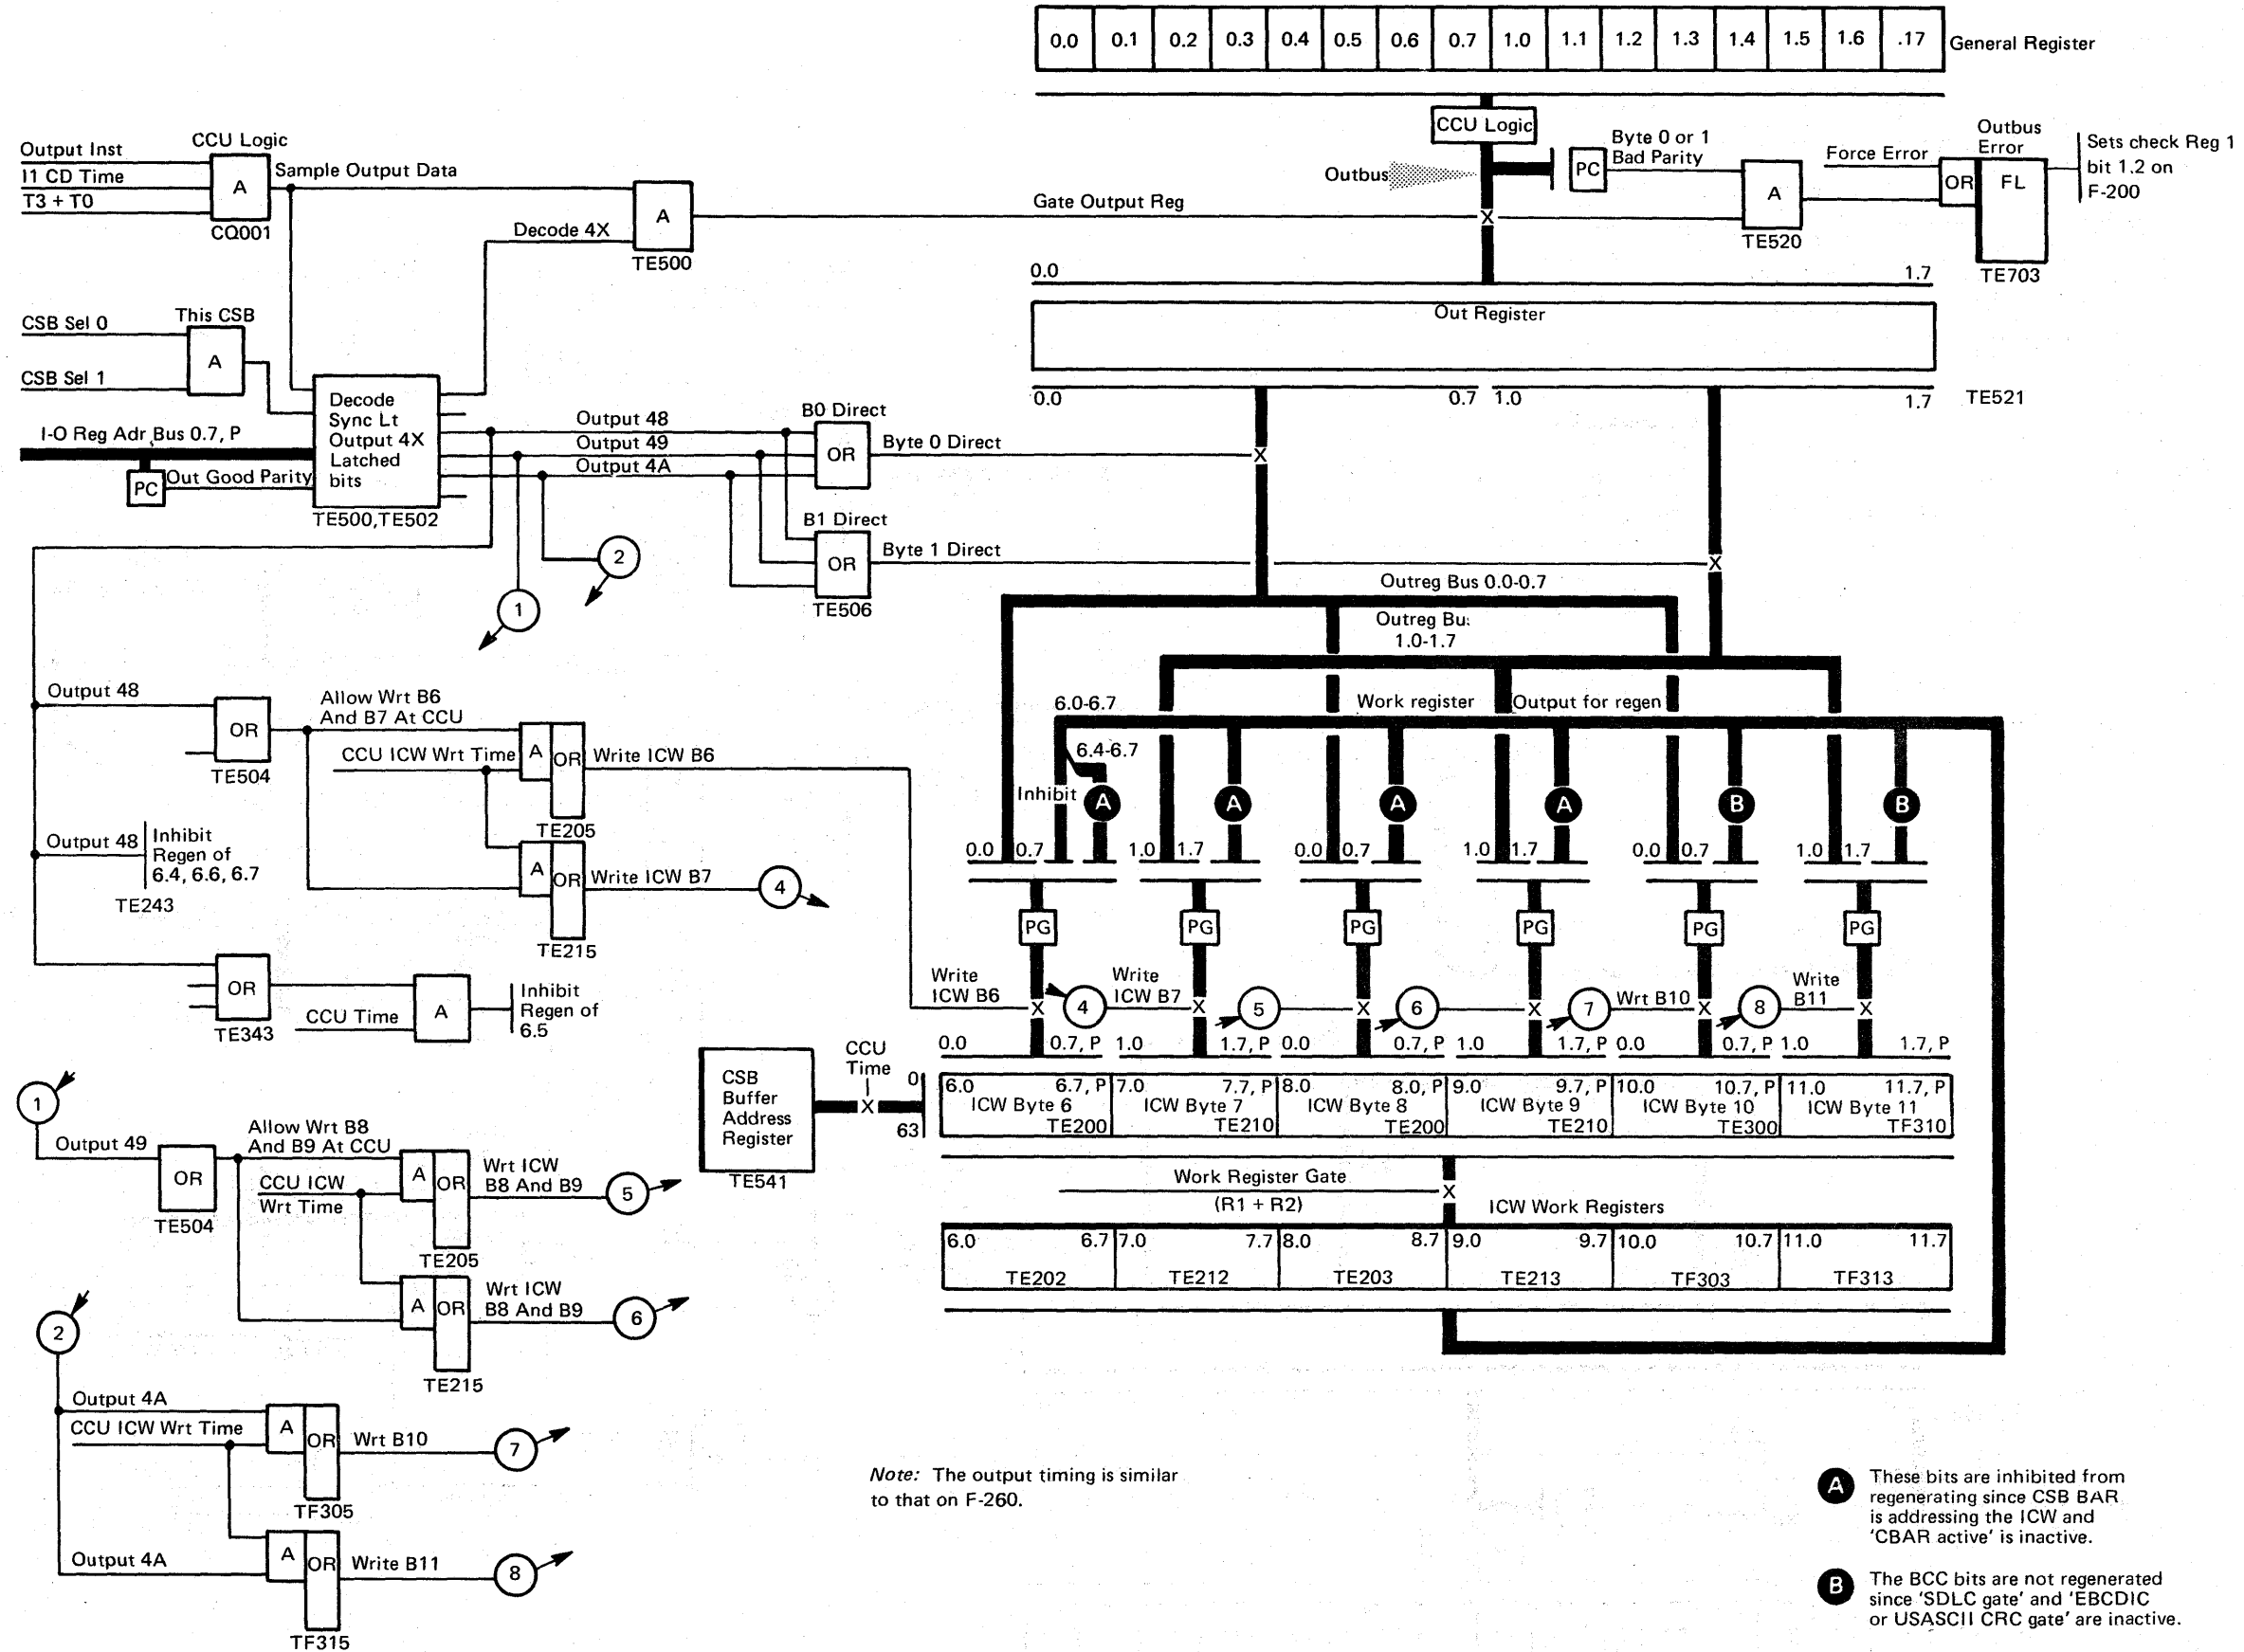 0.0 0.1 0.2 0.3 0.4 0.5 0.6 0.7 1.0 1.1 1.2 1.3 1.4 1.5 1.6 .17 General Register
CCU Logic
Output Inst
I1 CD Time
T3 + T0
A
CQ001
Sample Output Data
Decode 4X
A
TE500
Gate Output Reg
CCU Logic
Outbus
X
PC
Byte 0 or 1
Bad Parity
A
TE520
Force Error
Outbus
Error
OR
FL
TE703
Sets check Reg 1
bit 1.2 on
F-200
0.0 1.7
Out Register
0.0 0.7 1.0 1.7
TE521
CSB Sel 0
This CSB
A
CSB Sel 1
I-O Reg Adr Bus 0.7, P
PC
Out Good Parity
Decode
Sync Lt
Output 4X
Latched
bits
TE500,TE502
Output 48
Output 49
Output 4A
B0 Direct
OR
Byte 0 Direct
X
B1 Direct
OR
Byte 1 Direct
X
TE506
2
1
Outreg Bus 0.0-0.7
Outreg Bu
1.0-1.7
Work register Output for regen
6.0-6.7
6.4-6.7
Inhibit
A A A A B B
Output 48
OR
TE504
Allow Wrt B6
And B7 At CCU
CCU ICW Wrt Time
A
OR
Write ICW B6
TE205
A
OR
Write ICW B7
4
TE215
Output 48
Inhibit
Regen of
6.4, 6.6, 6.7
TE243
OR
TE343
CCU Time
A
Inhibit
Regen of
6.5
0.0 0.7 1.0 1.7 0.0 0.7 1.0 1.7 0.0 0.7 1.0 1.7
PG PG PG PG PG PG
Write
ICW B6
X
4
Write
ICW B7
X
5
X
6
X
7
Wrt B10
X
8
Write
B11
X
0.0 0.7, P 1.0 1.7, P 0.0 0.7, P 1.0 1.7, P 0.0 0.7, P 1.0 1.7, P
CSB
Buffer
Address
Register
TE541
CCU
Time
X
0
63
6.0 6.7, P 7.0 7.7, P 8.0 8.0, P 9.0 9.7, P 10.0 10.7, P 11.0 11.7, P
ICW Byte 6 ICW Byte 7 ICW Byte 8 ICW Byte 9 ICW Byte 10 ICW Byte 11
TE200 TE210 TE200 TE210 TE300 TF310
Work Register Gate
(R1 + R2)
X
ICW Work Registers
6.0 6.7 7.0 7.7 8.0 8.7 9.0 9.7 10.0 10.7 11.0 11.7
TE202 TE212 TE203 TE213 TF303 TF313
1
Output 49
OR
TE504
Allow Wrt B8
And B9 At CCU
CCU ICW
Wrt Time
A
OR
Wrt ICW
B8 And B9
5
TE205
A
OR
Wrt ICW
B8 And B9
6
TE215
2
Output 4A
CCU ICW Wrt Time
A
OR
Wrt B10
7
TF305
Output 4A
A
OR
Write B11
8
TF315
Note: The output timing is similar
to that on F-260.
A These bits are inhibited from
regenerating since CSB BAR
is addressing the ICW and
'CBAR active' is inactive.
B The BCC bits are not regenerated
since 'SDLC gate' and 'EBCDIC
or USASCII CRC gate' are inactive.